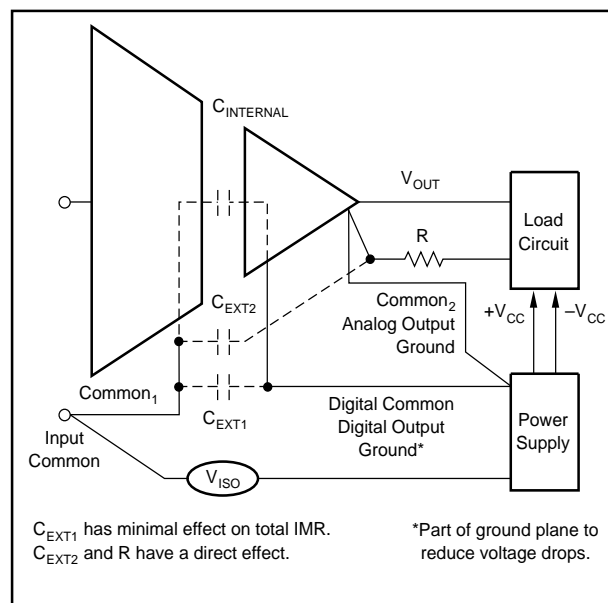 C_INTERNAL
V_OUT
Load
Circuit
R
C_EXT2
Common_2
Analog Output
Ground
+V_CC
–V_CC
Common_1
C_EXT1
Digital Common
Digital Output
Ground*
Power
Supply
Input
Common
V_ISO
C_EXT1 has minimal effect on total IMR.
C_EXT2 and R have a direct effect.
*Part of ground plane to
reduce voltage drops.